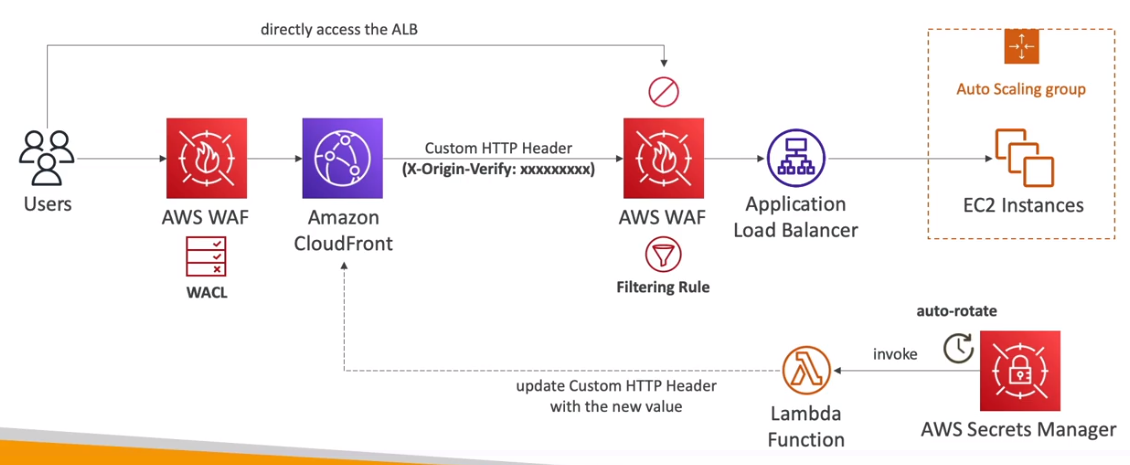 directly access the ALB
Auto Scaling group
Custom HTTP Header
(X-Origin-Verify: xxxxxxxxx)
Users
AWS WAF
Amazon
CloudFront
AWS WAF
Application
Load Balancer
EC2 Instances
WACL
Filtering Rule
auto-rotate
invoke
update Custom HTTP Header
with the new value
Lambda
Function
AWS Secrets Manager